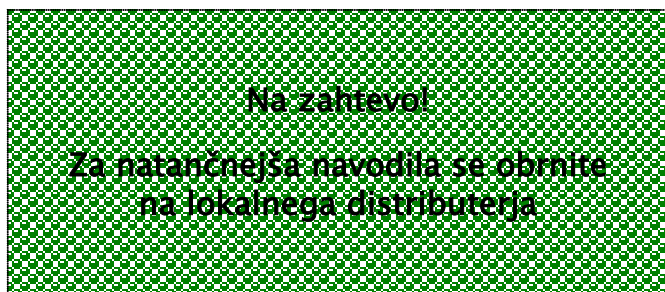 Na zahtevo!
Za natančnejša navodila se obrnite
na lokalnega distributerja